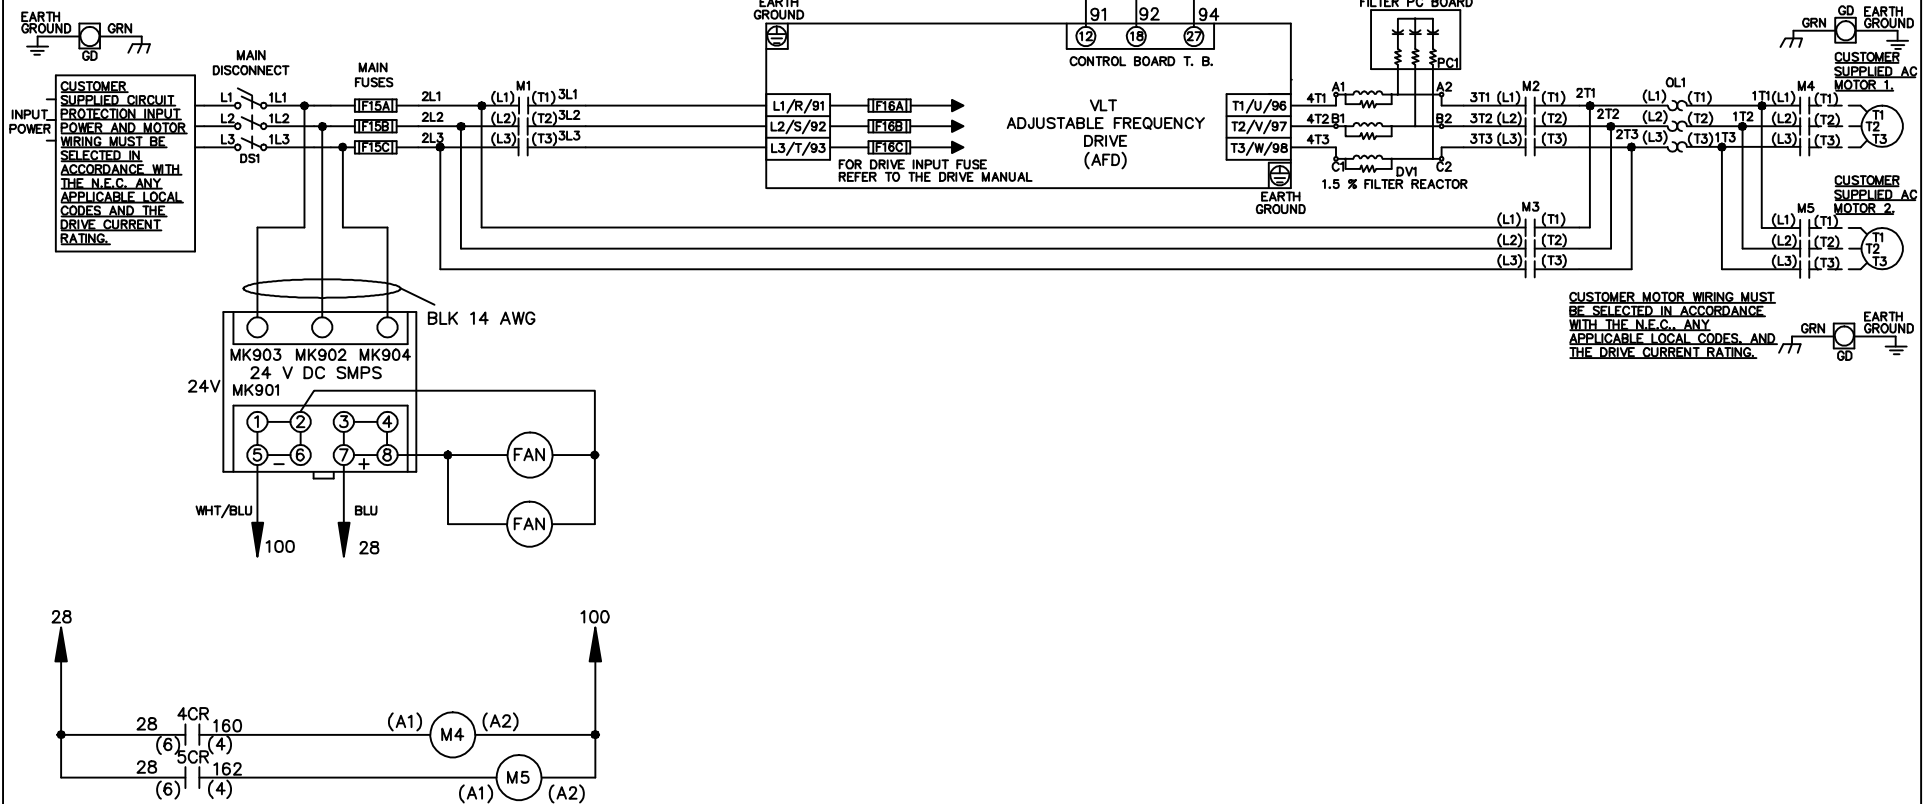 EARTH
GROUND
GRN
GD
CUSTOMER
SUPPLIED CIRCUIT
PROTECTION INPUT
POWER AND MOTOR
WIRING MUST BE
SELECTED IN
ACCORDANCE WITH
THE N.E.C. ANY
APPLICABLE LOCAL
CODES AND THE
DRIVE CURRENT
RATING.
INPUT
POWER
MAIN
DISCONNECT
L1 1L1
L2 1L2
L3 1L3
DS1
MAIN
FUSES
F15A
F15B
F15C
2L1
2L2
2L3
M1
(L1) (T1) 3L1
(L2) (T2) 3L2
(L3) (T3) 3L3
EARTH
GROUND
91 92 94
12 18 27
CONTROL BOARD T. B.
L1/R/91
L2/S/92
L3/T/93
F16A
F16B
F16C
FOR DRIVE INPUT FUSE
REFER TO THE DRIVE MANUAL
VLT
ADJUSTABLE FREQUENCY
DRIVE
(AFD)
T1/U/96
T2/V/97
T3/W/98
EARTH
GROUND
FILTER PC BOARD
PC1
4T1 A1 A2
4T2 B1 B2
4T3 C1 C2
DV1
1.5 % FILTER REACTOR
M2
3T1 (L1) (T1) 2T1
3T2 (L2) (T2) 2T2
3T3 (L3) (T3) 2T3
OL1
(L1) (T1)
(L2) (T2)
(L3) (T3)
1T1
1T2
1T3
GRN GD EARTH
GROUND
CUSTOMER
SUPPLIED AC
MOTOR 1.
M4
(L1) (T1)
(L2) (T2)
(L3) (T3)
T1
T2
T3
CUSTOMER
SUPPLIED AC
MOTOR 2.
M5
(L1) (T1)
(L2) (T2)
(L3) (T3)
T1
T2
T3
M3
(L1) (T1)
(L2) (T2)
(L3) (T3)
CUSTOMER MOTOR WIRING MUST
BE SELECTED IN ACCORDANCE
WITH THE N.E.C., ANY
APPLICABLE LOCAL CODES, AND
THE DRIVE CURRENT RATING.
GRN
GD
EARTH
GROUND
BLK 14 AWG
MK903 MK902 MK904
24 V DC SMPS
24V
MK901
1 2 3 4
5 − 6 7 + 8
FAN
FAN
WHT/BLU
100
BLU
28
28
100
4CR
28 160
(6) (4)
(A1) M4 (A2)
5CR
28 162
(6) (4)
(A1) M5 (A2)